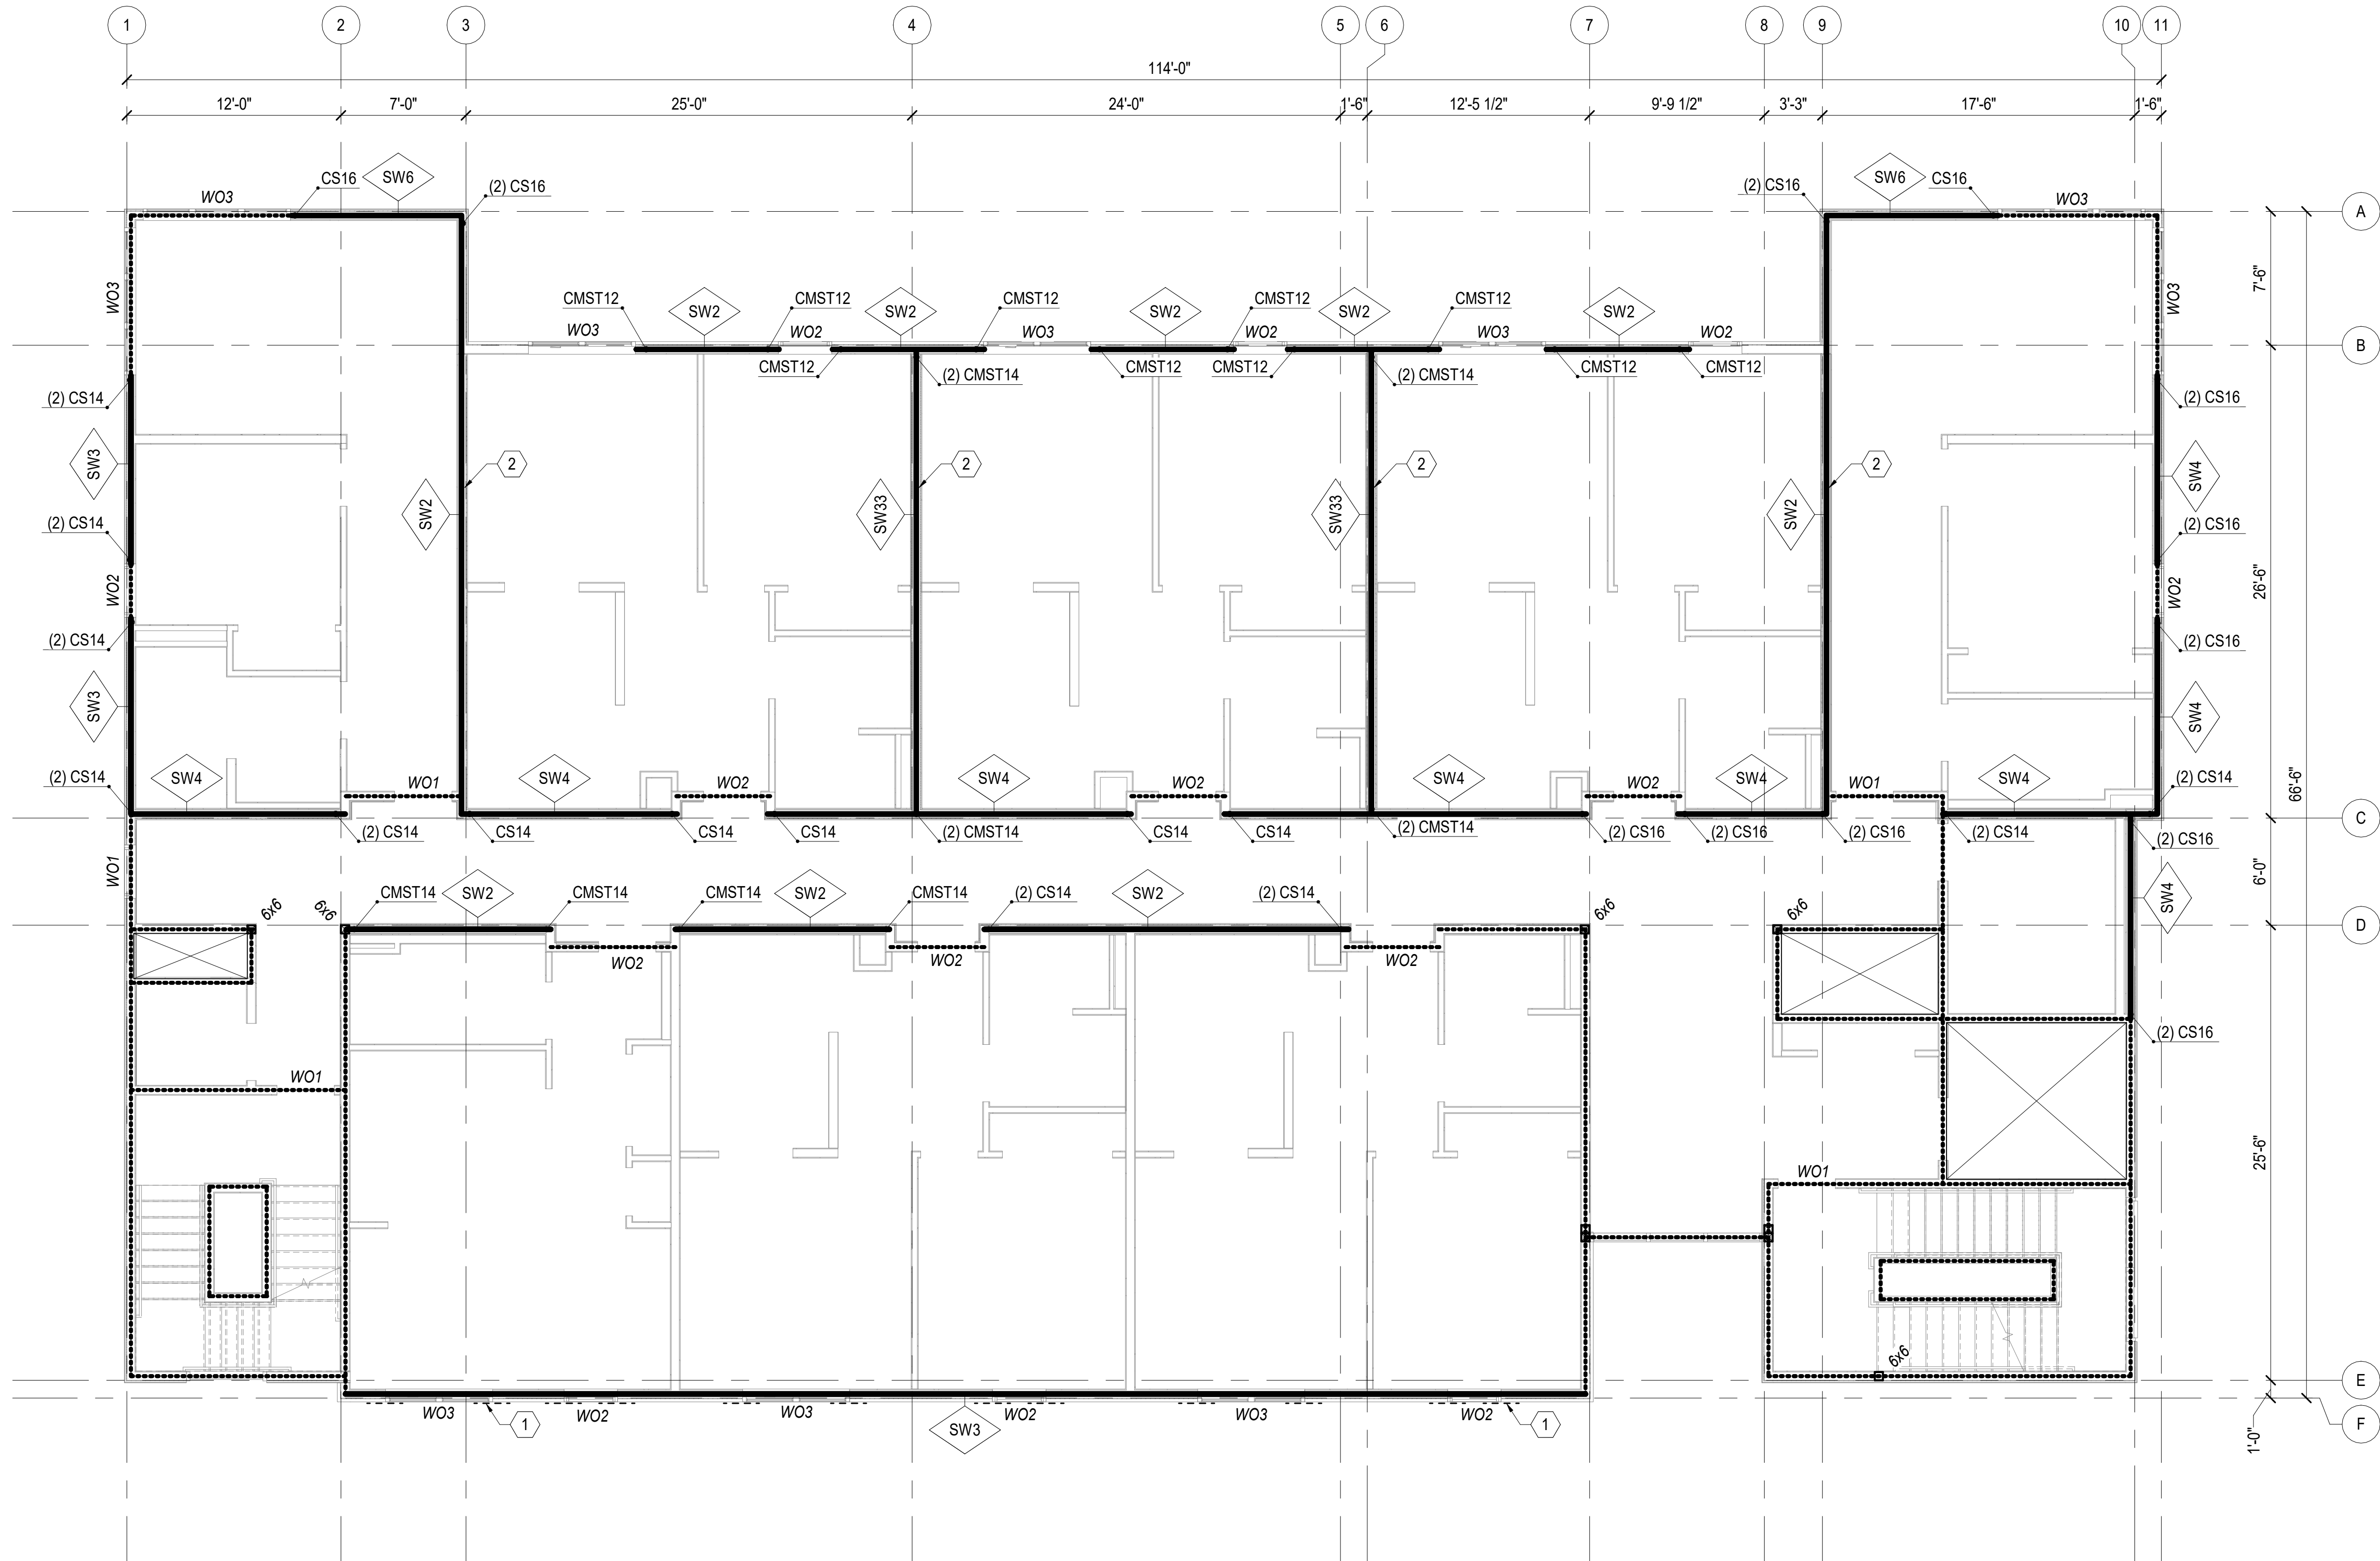 1 2 3 4 5 6 7 8 9 10 11
114'-0"
12'-0" 7'-0" 25'-0" 24'-0" 1'-6" 12'-5 1/2" 9'-9 1/2" 3'-3" 17'-6" 1'-6"
WO3 CS16 SW6 (2) CS16 (2) CS16 SW6 CS16 WO3
A
7'-6"
WO3 WO3
CMST12 SW2 CMST12 SW2 CMST12 SW2 CMST12 SW2 CMST12 SW2
WO3 WO2 WO3 WO2 WO3 WO2
B
CMST12 (2) CMST14 CMST12 CMST12 (2) CMST14 CMST12 CMST12
(2) CS14 (2) CS16
SW3 2 2 2 2 SW4
SW2 SW33 SW33 SW2
(2) CS14 (2) CS16
WO2 WO2
26'-6"
(2) CS14 (2) CS16
SW3 SW4
66'-6"
(2) CS14 SW4 WO1 SW4 WO2 SW4 WO2 SW4 WO2 SW4 WO1 SW4 (2) CS14
C
(2) CS14 CS14 CS14 CS14 (2) CMST14 CS14 CS14 (2) CMST14 (2) CS16 (2) CS16 (2) CS16 (2) CS14 (2) CS16
WO1
6'-0"
CMST14 SW2 CMST14 CMST14 SW2 CMST14 (2) CS14 SW2 (2) CS14 SW4
6x6 6x6 6x6 6x6
D
WO2 WO2 WO2
(2) CS16
WO1
25'-6"
WO1
6x6
E
WO3 1 WO2 WO3 WO2 WO3 WO2 1
SW3
F
1'-0"